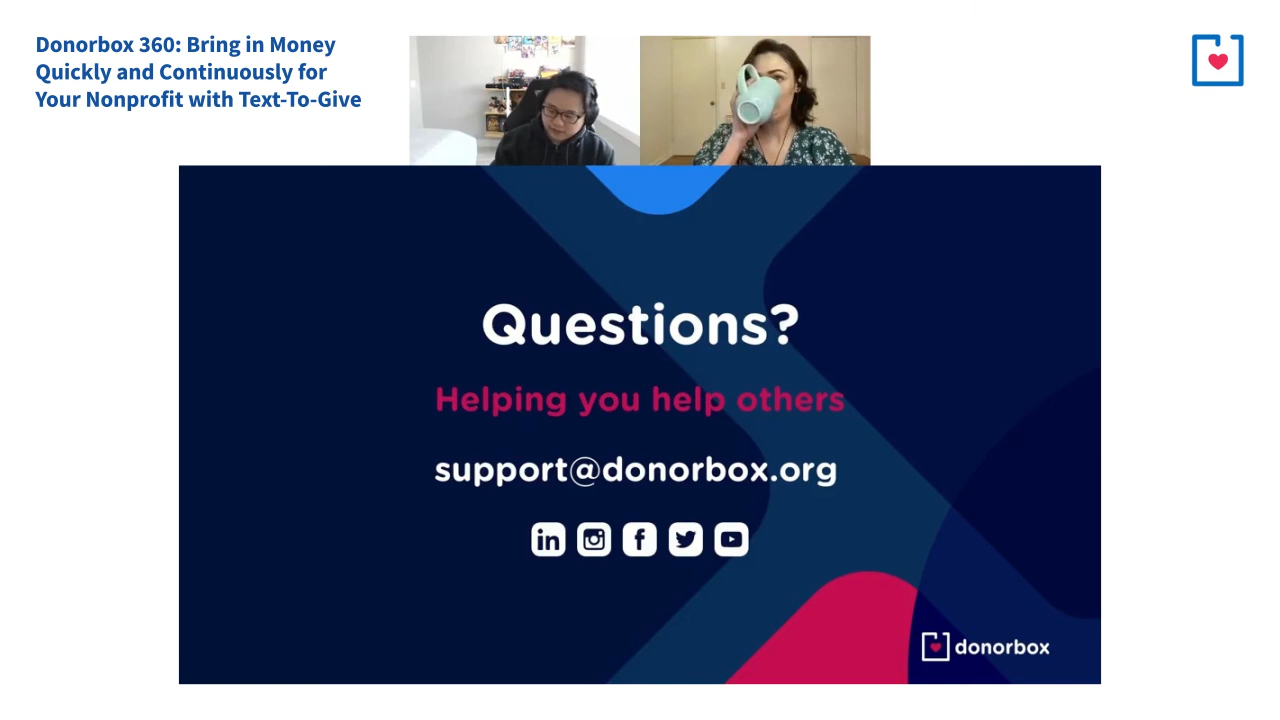 Donorbox 360: Bring in Money
Quickly and Continuously for
Your Nonprofit with Text-To-Give
Questions?
Helping you help others
support@donorbox.org
in
f
donorbox